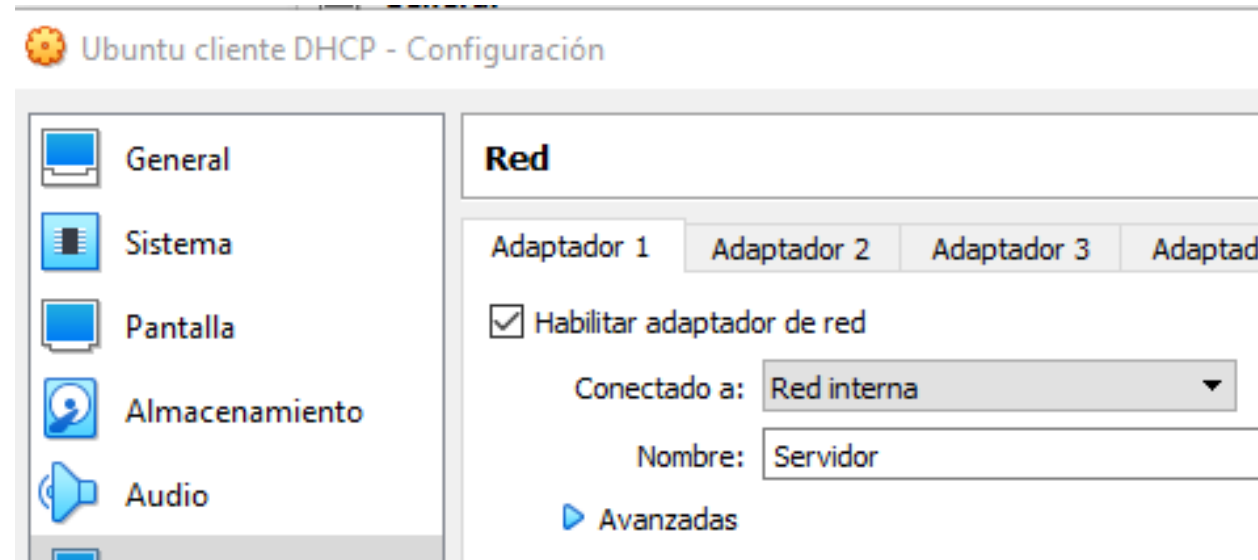 Ubuntu cliente DHCP - Configuración
General
Red
Sistema
Adaptador 1 Adaptador 2 Adaptador 3
Habilitar adaptador de red
Pantalla
Conectado a: Red interna
Almacenamiento
Nombre: Servidor
Audio
Avanzadas